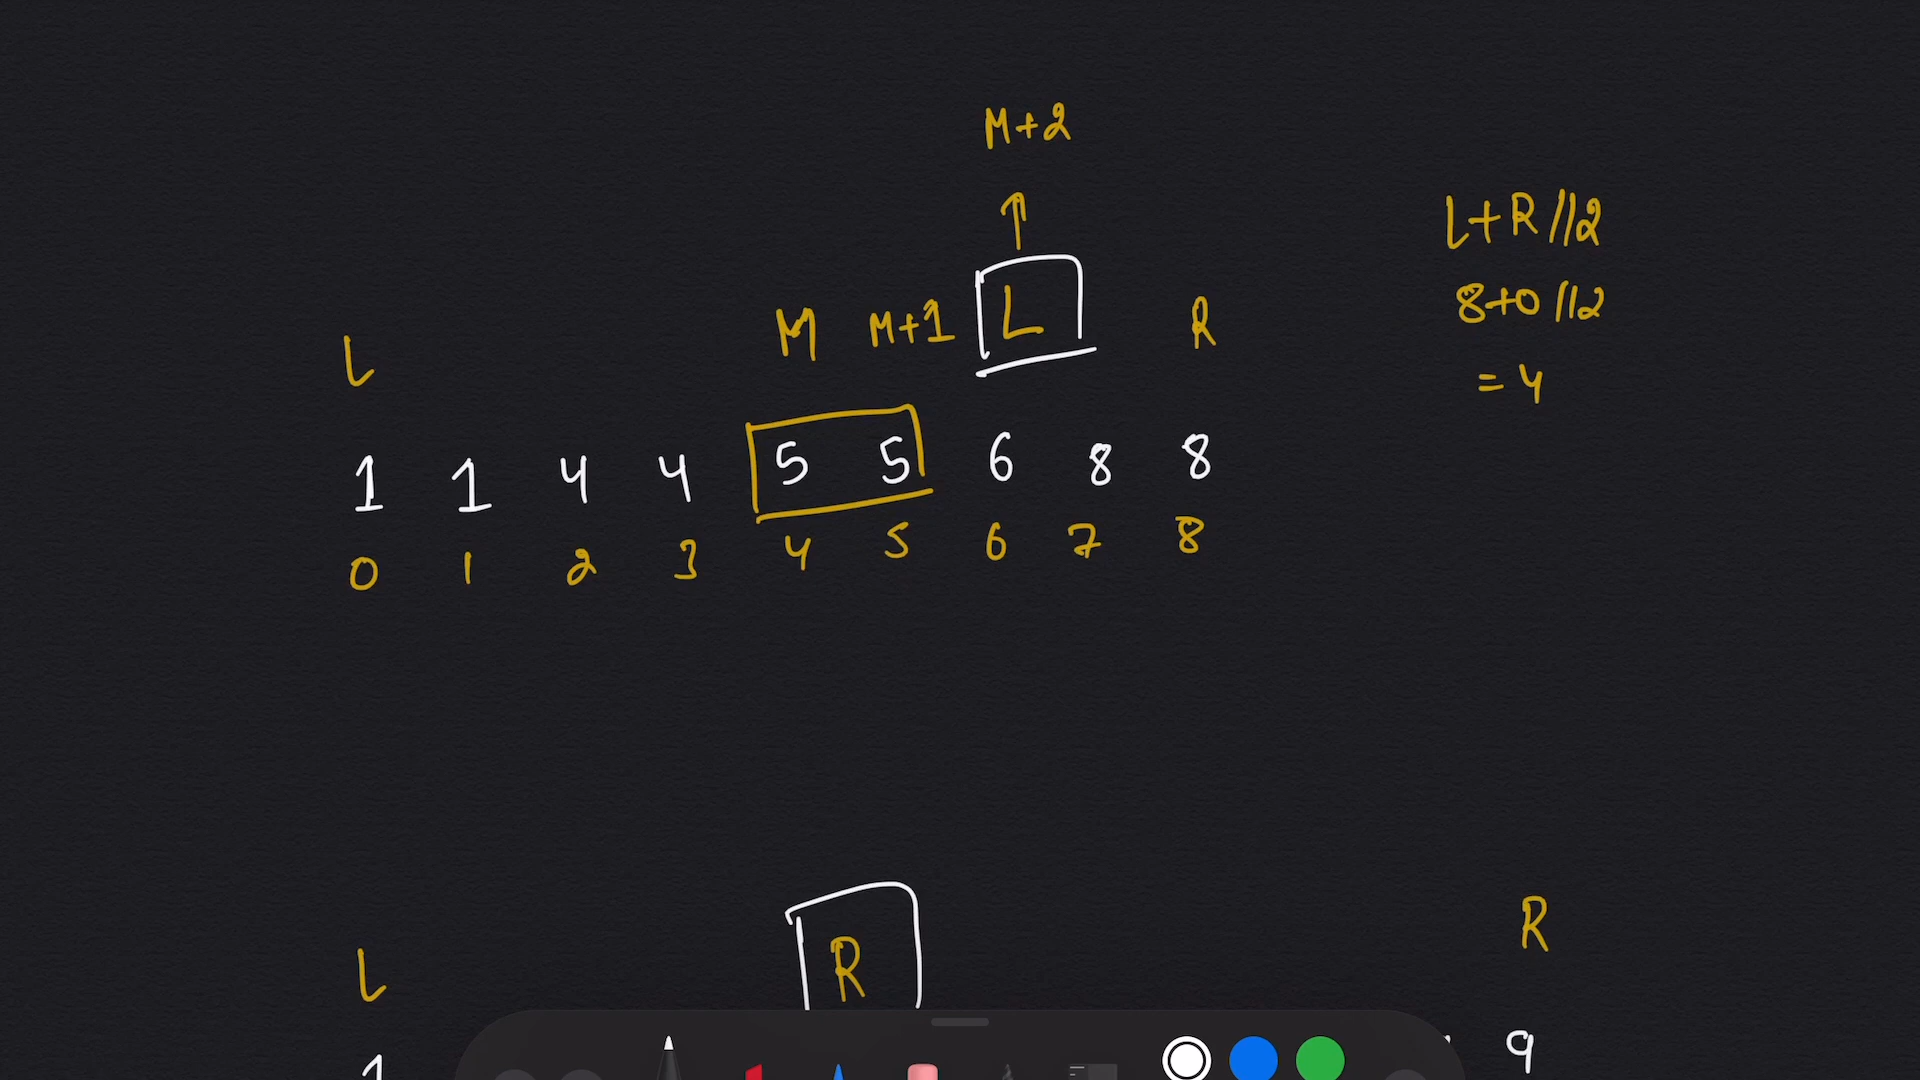 M+2
↑
L M M+1 L R
L+R//2
8+0//2
=4
1 1 4 4 5 5 6 8 8
0 1 2 3 4 5 6 7 8
L R R
1 9